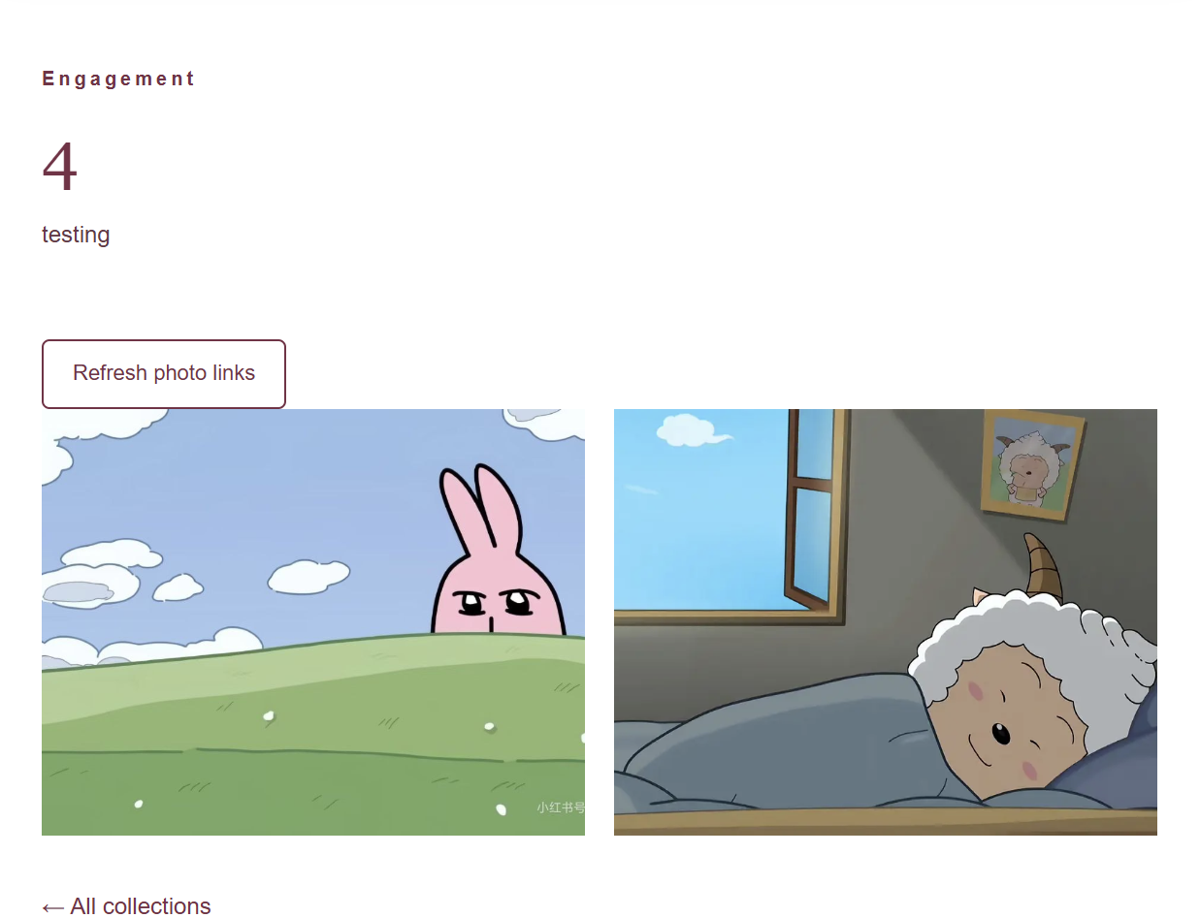 Engagement
4
testing
Refresh photo links
小红书号
← All collections